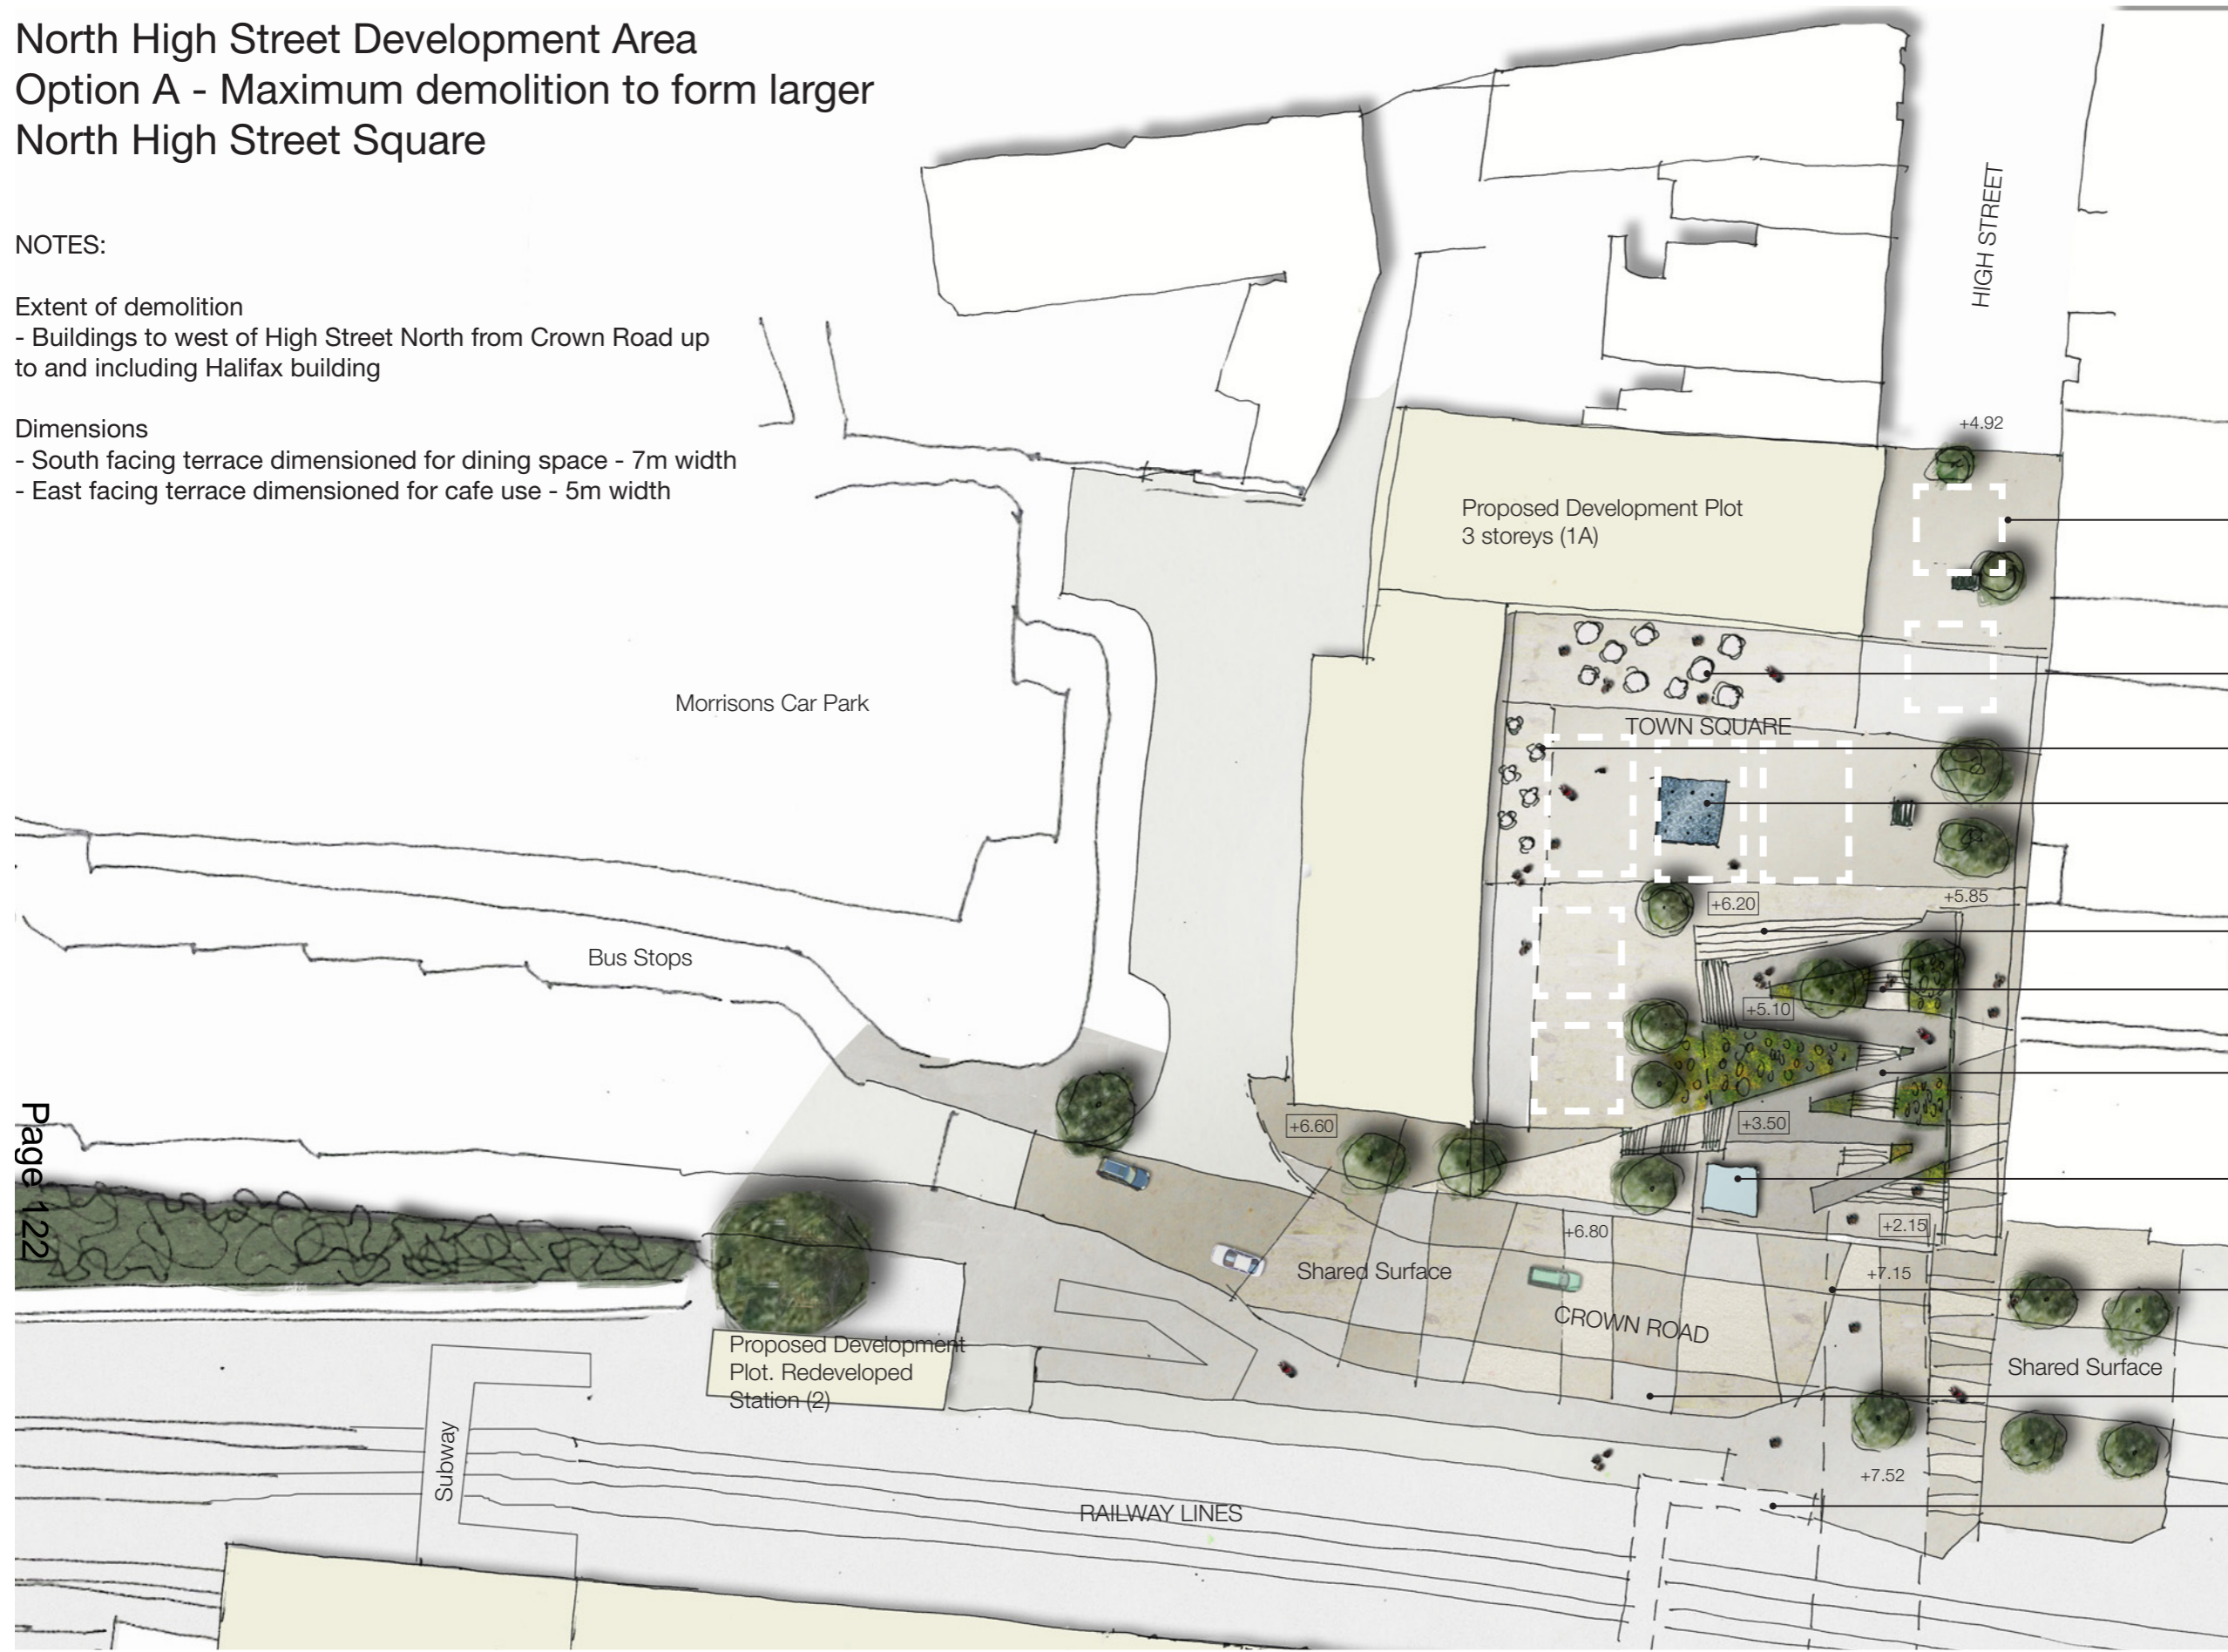 North High Street Development Area
Option A - Maximum demolition to form larger
North High Street Square
NOTES:
Extent of demolition
- Buildings to west of High Street North from Crown Road up
to and including Halifax building
Dimensions
- South facing terrace dimensioned for dining space - 7m width
- East facing terrace dimensioned for cafe use - 5m width
HIGH STREET
+4.92
Proposed Development Plot
3 storeys (1A)
Morrisons Car Park
TOWN SQUARE
+6.20
+5.85
Bus Stops
+5.10
+3.50
+6.60
Page 122
+2.15
+6.80
Shared Surface
+7.15
CROWN ROAD
Proposed Development
Plot. Redeveloped
Station (2)
Shared Surface
Subway
+7.52
RAILWAY LINES